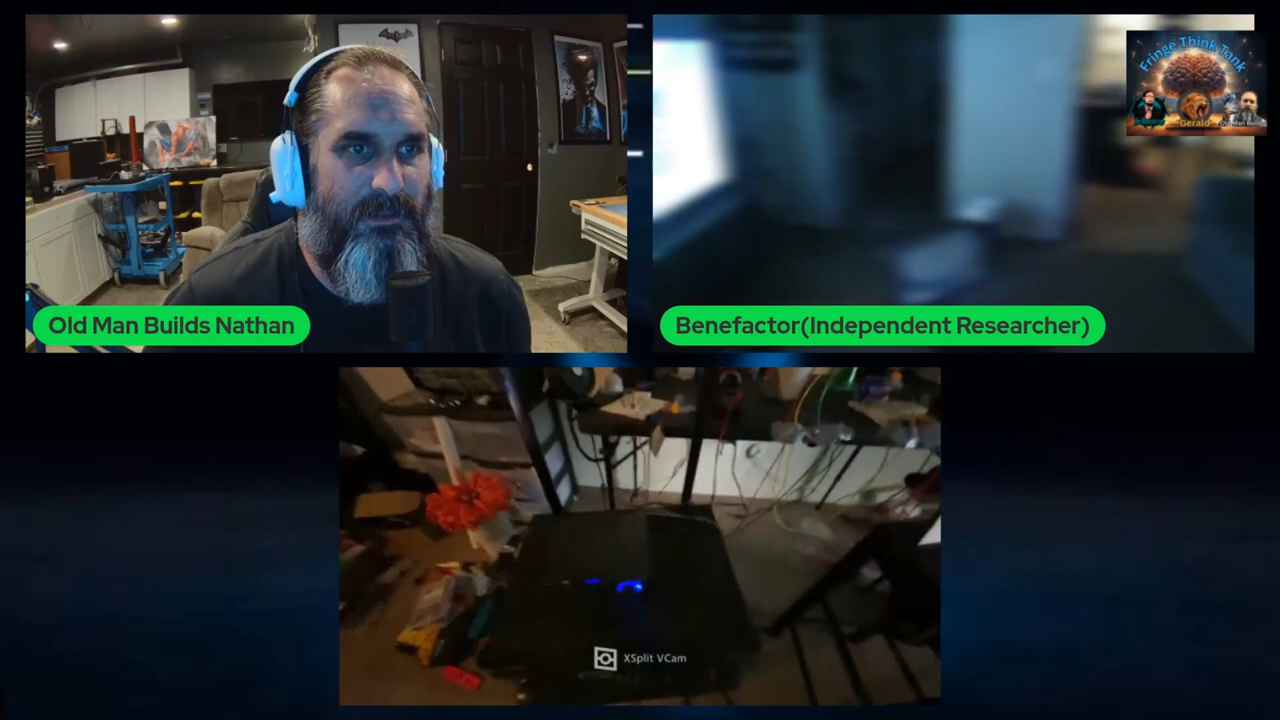 Fringe Think Tank
Gerald
Old Man Builds Nathan
Benefactor(Independent Researcher)
XSplit VCam